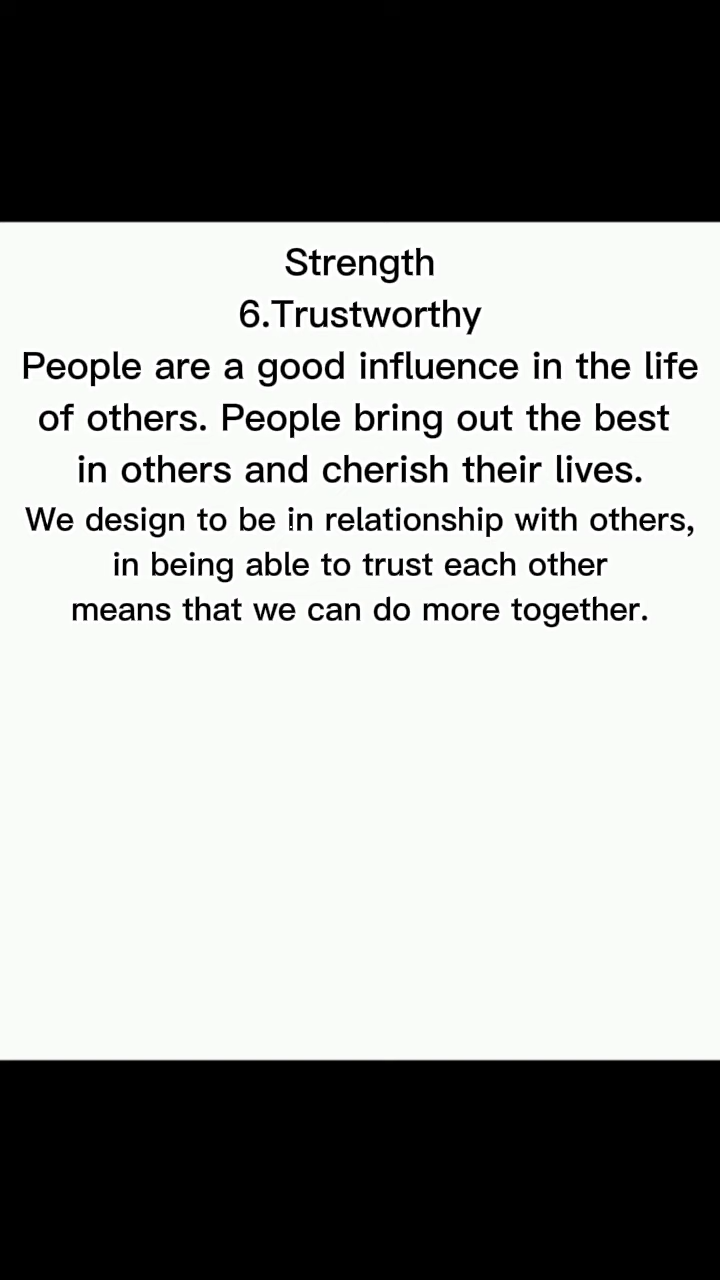 Strength
6.Trustworthy
People are a good influence in the life
of others. People bring out the best
in others and cherish their lives.
We design to be in relationship with others,
in being able to trust each other
means that we can do more together.